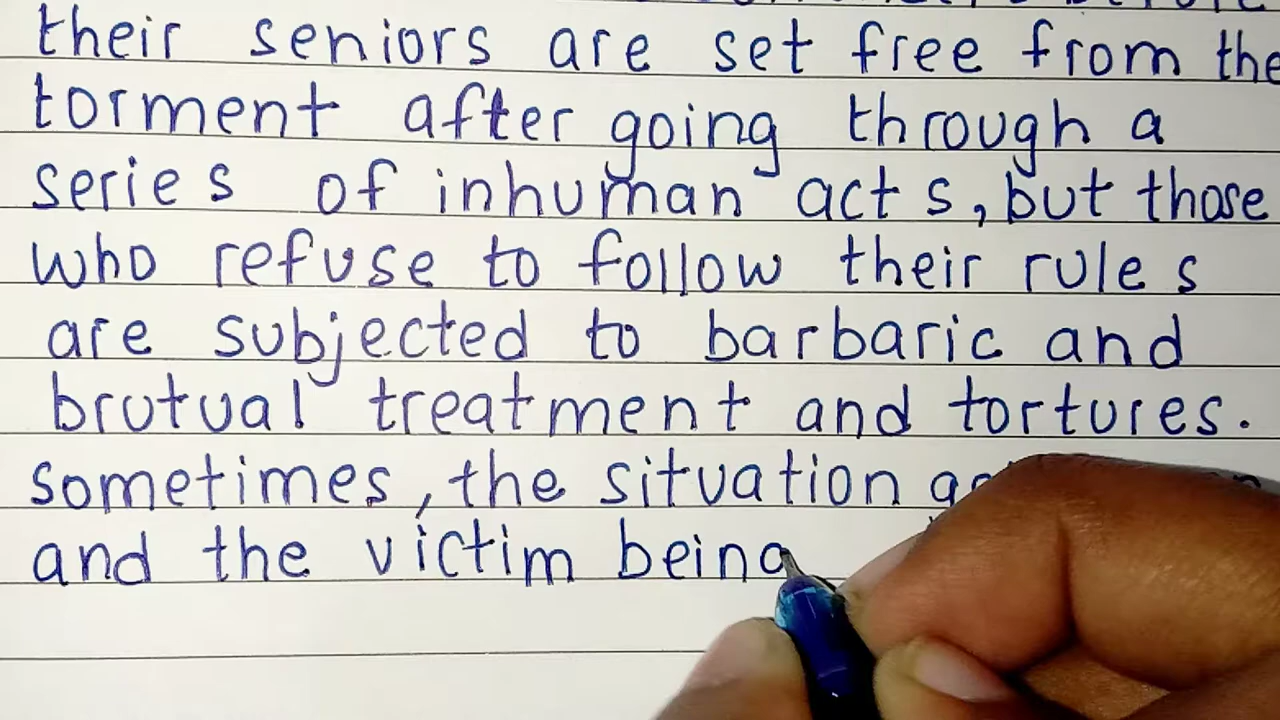 their seniors are set free from the
torment after going through a
series of inhuman acts, but those
who refuse to follow their rules
are subjected to barbaric and
brutual treatment and tortures.
sometimes, the situation
and the victim being